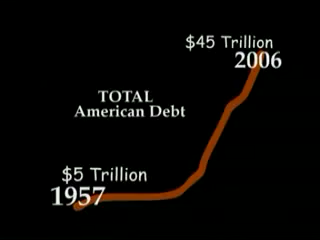 $45 Trillion
2006
TOTAL
American Debt
$5 Trillion
1957